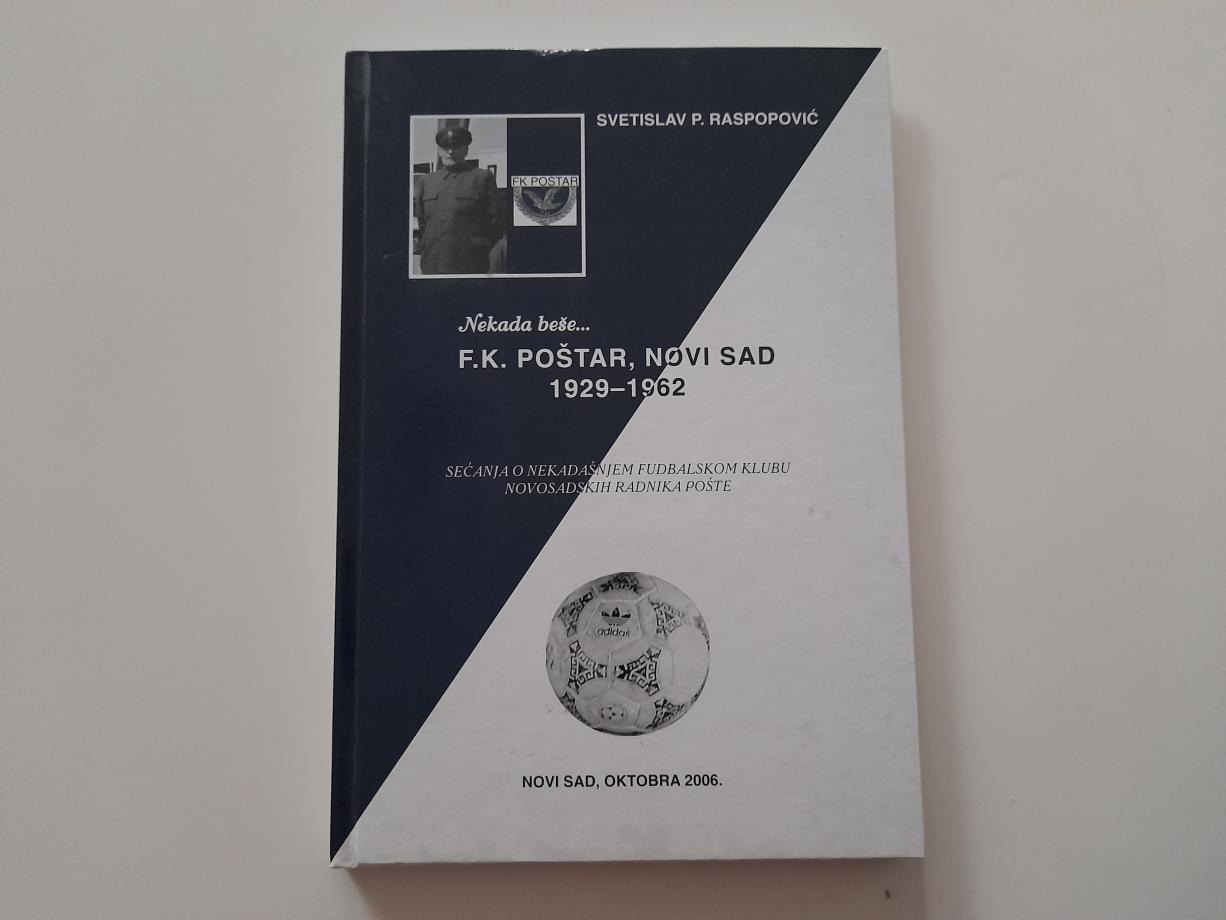 SVETISLAV P. RASPOPOVIĆ
FK POŠTAR
Nekada beše...
F.K. POŠTAR, NOVI SAD
1929–1962
SEĆANJA O NEKADAŠNJEM FUDBALSKOM KLUBU
NOVOSADSKIH RADNIKA POŠTE
adidas
NOVI SAD, OKTOBRA 2006.